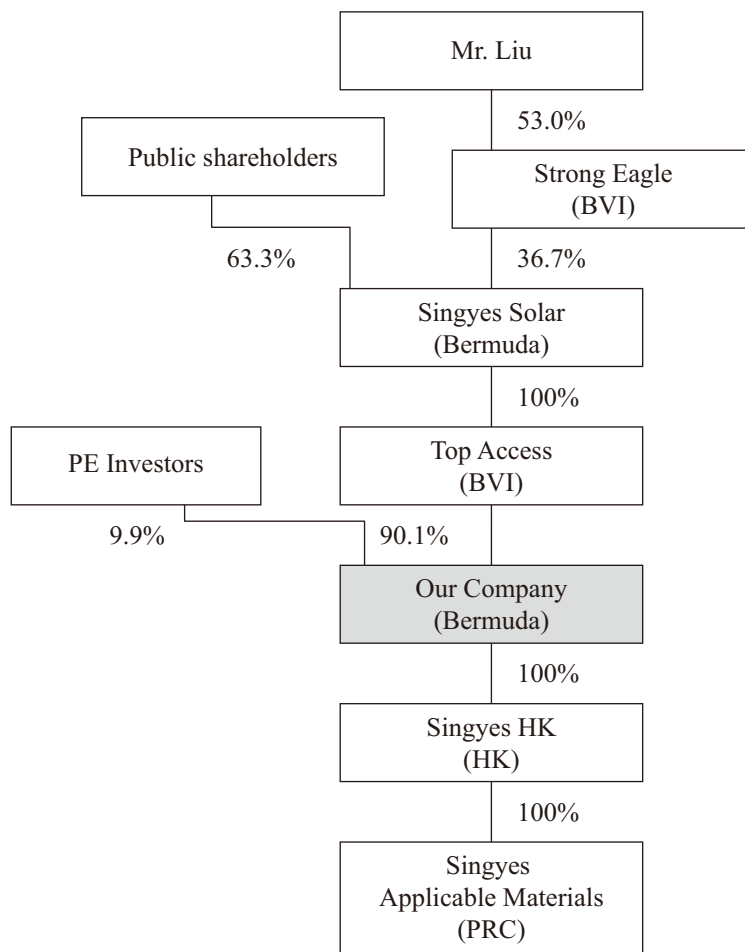 Mr. Liu
53.0%
Public shareholders
Strong Eagle
(BVI)
63.3%
36.7%
Singyes Solar
(Bermuda)
100%
PE Investors
Top Access
(BVI)
9.9%
90.1%
Our Company
(Bermuda)
100%
Singyes HK
(HK)
100%
Singyes
Applicable Materials
(PRC)